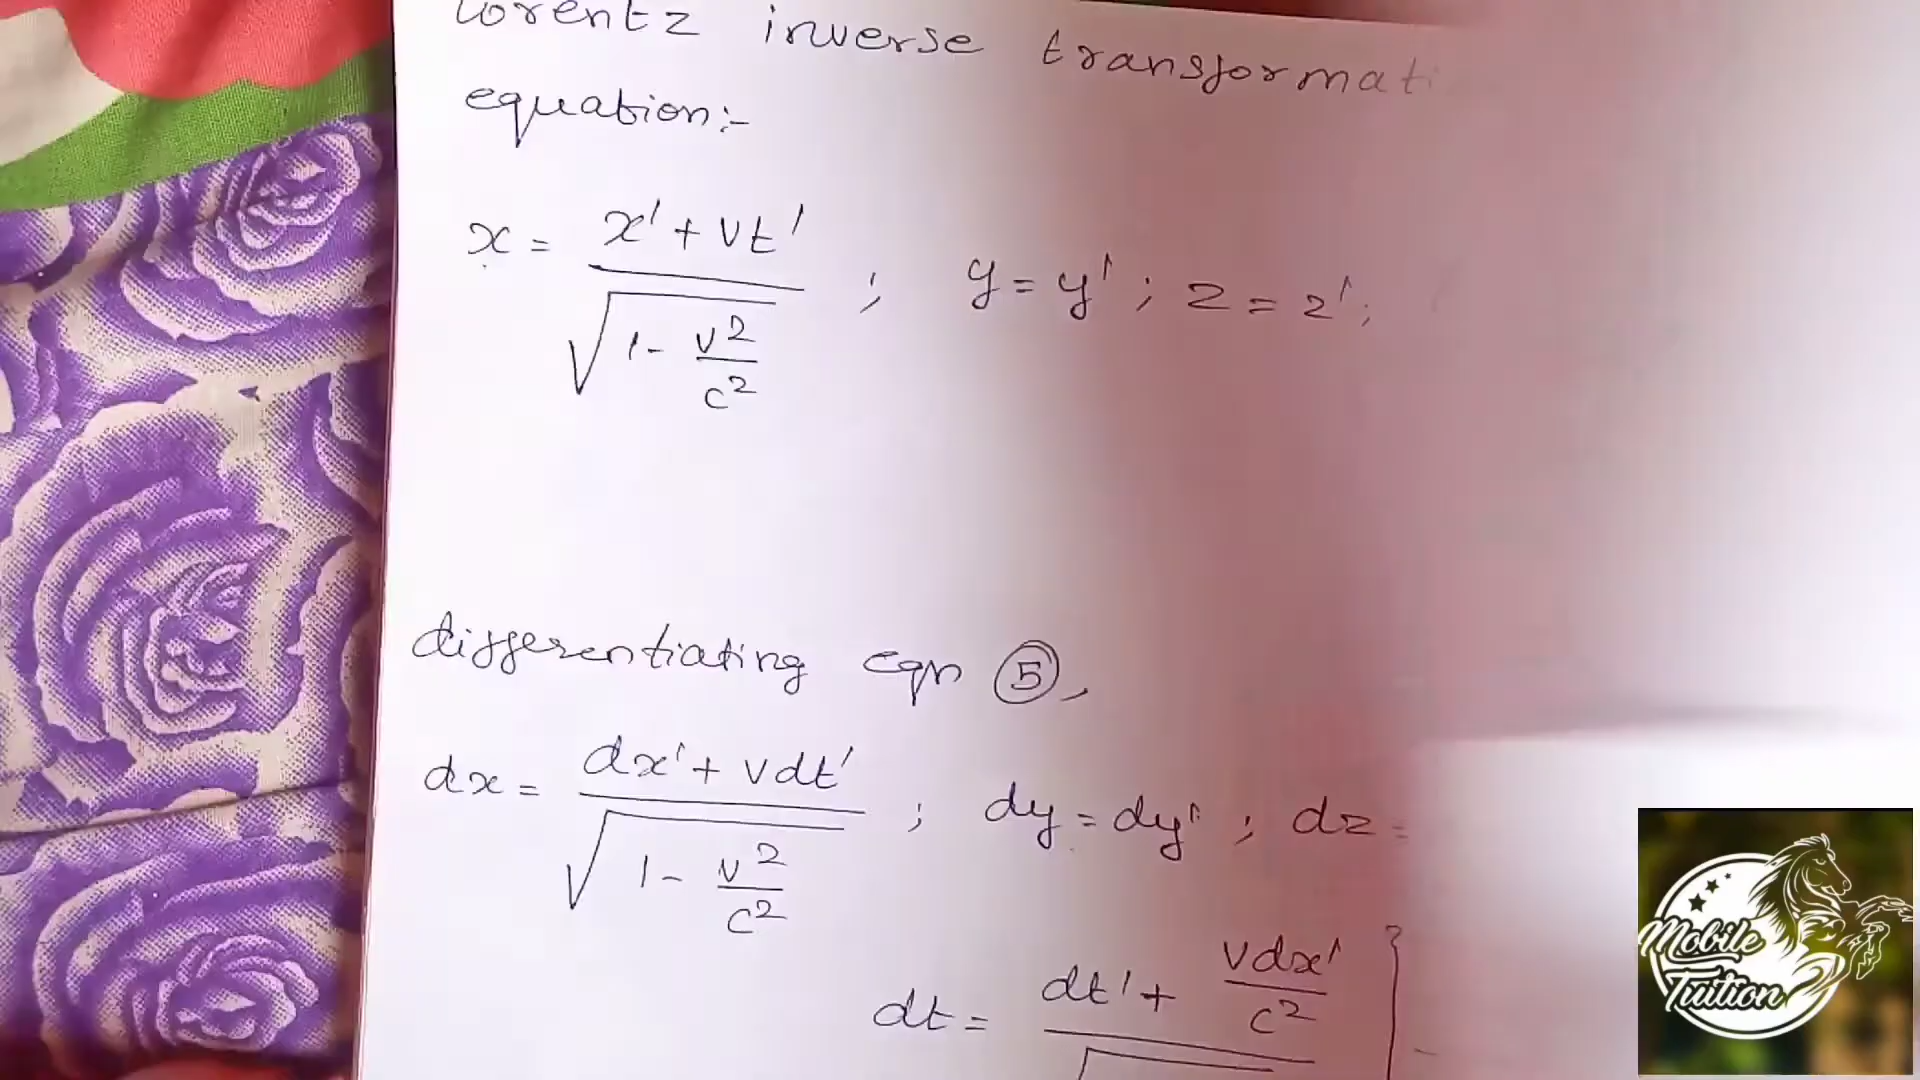 Lorentz inverse transformati
equation:-
x = x' + vt' / √(1 - v²/c²) ; y = y' ; z = z' ;
differentiating eqn ⑤,
dx = dx' + vdt' / √(1 - v²/c²) ; dy = dy' ; dz =
dt = dt' + vdx'/c² / √
Mobile
Tuition